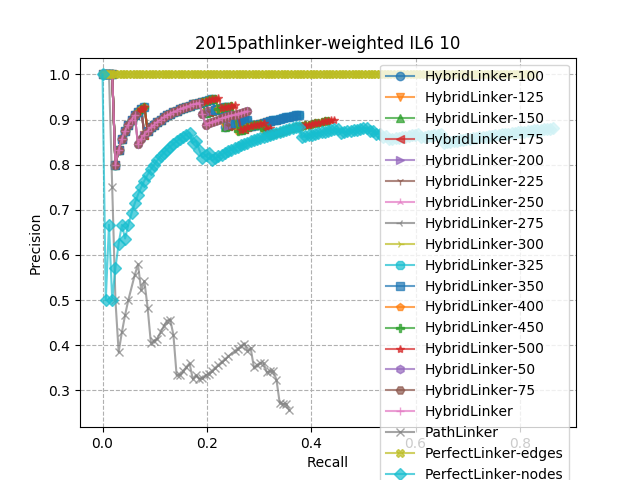 2015pathlinker-weighted IL6 10
Precision
1.0
0.9
0.8
0.7
0.6
0.5
0.4
0.3
0.0
0.2
0.4
0.6
0.8
Recall
HybridLinker-100
HybridLinker-125
HybridLinker-150
HybridLinker-175
HybridLinker-200
HybridLinker-225
HybridLinker-250
HybridLinker-275
HybridLinker-300
HybridLinker-325
HybridLinker-350
HybridLinker-400
HybridLinker-450
HybridLinker-500
HybridLinker-50
HybridLinker-75
HybridLinker
PathLinker
PerfectLinker-edges
PerfectLinker-nodes